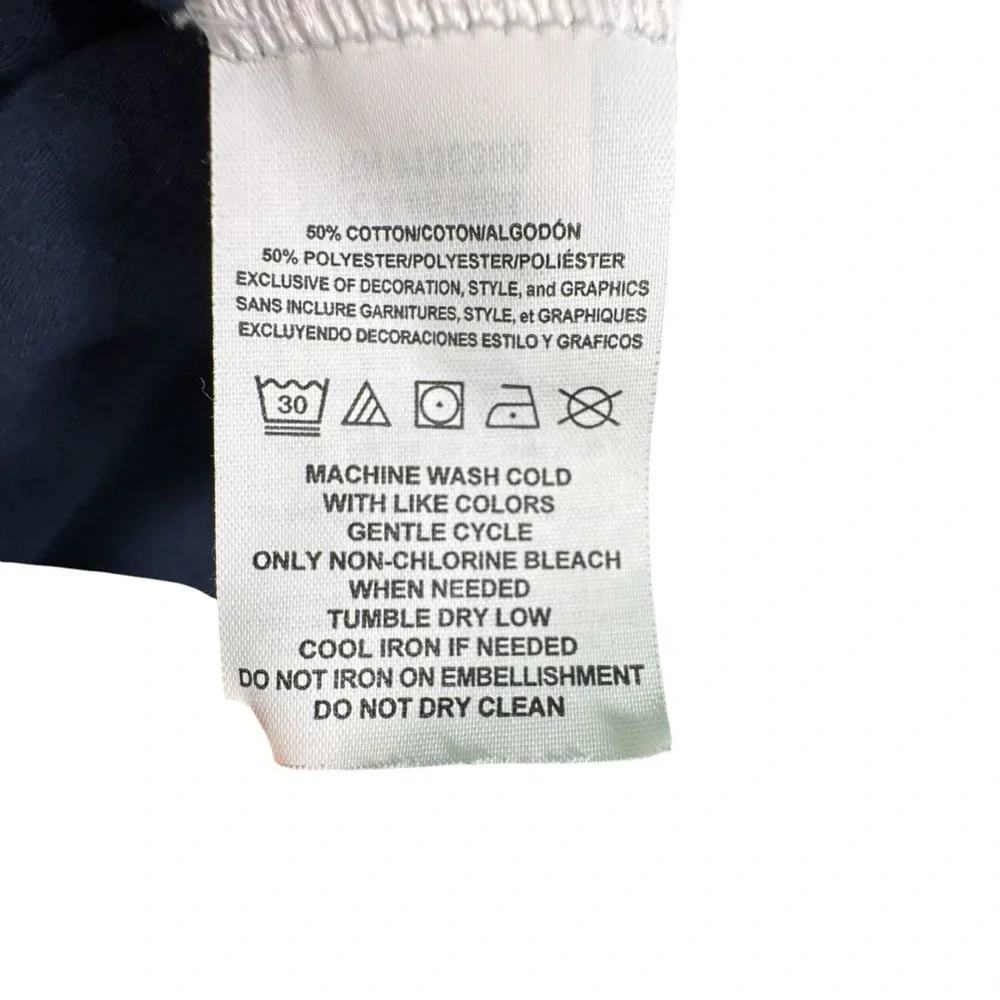 50% COTTON/COTON/ALGODÓN
50% POLYESTER/POLYESTER/POLIÉSTER
EXCLUSIVE OF DECORATION, STYLE, and GRAPHICS
SANS INCLURE GARNITURES, STYLE, et GRAPHIQUES
EXCLUYENDO DECORACIONES ESTILO Y GRAFICOS
30
MACHINE WASH COLD
WITH LIKE COLORS
GENTLE CYCLE
ONLY NON-CHLORINE BLEACH
WHEN NEEDED
TUMBLE DRY LOW
COOL IRON IF NEEDED
DO NOT IRON ON EMBELLISHMENT
DO NOT DRY CLEAN